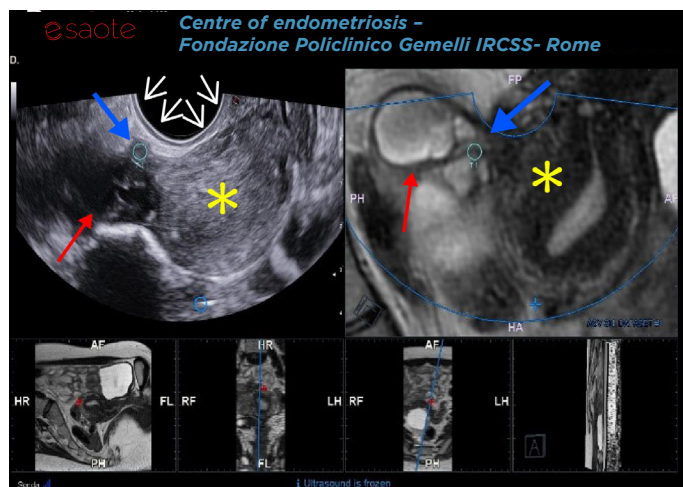 esaote
Centre of endometriosis –
Fondazione Policlinico Gemelli IRCSS- Rome
D.
FP
PH
HA
AF
HR
FL
PH
HR
RF
LH
FL
AF
RF
LH
PH
A
Ultrasound is frozen